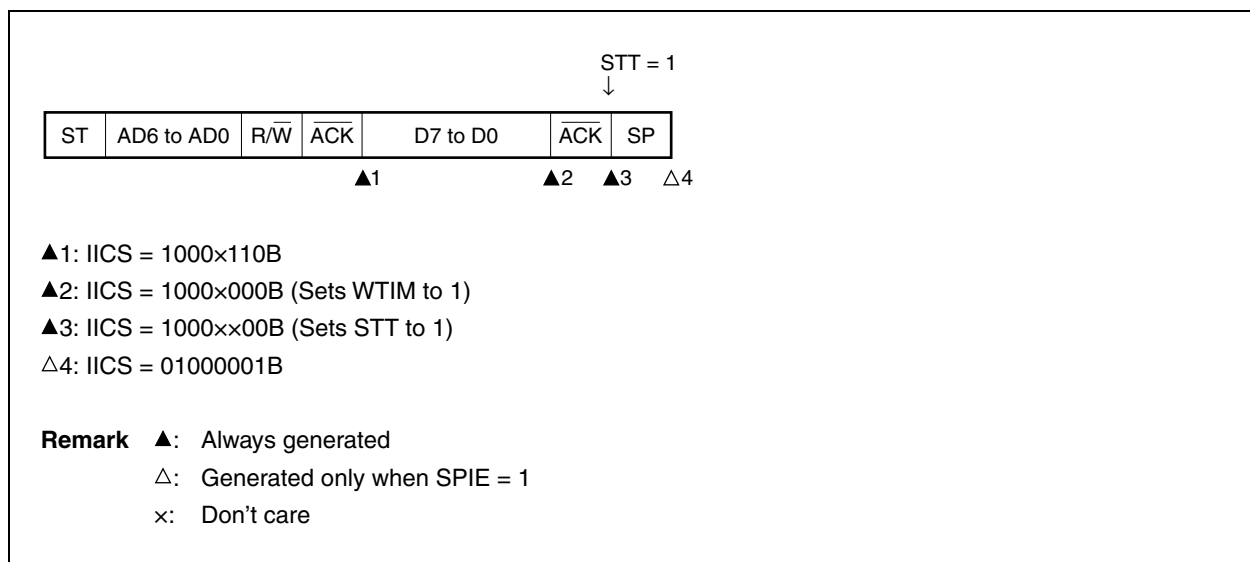 STT = 1
↓
ST AD6 to AD0 R/W̅ A̅C̅K̅ D7 to D0 A̅C̅K̅ SP
▲1 ▲2 ▲3 △4
▲1: IICS = 1000×110B
▲2: IICS = 1000×000B (Sets WTIM to 1)
▲3: IICS = 1000××00B (Sets STT to 1)
△4: IICS = 01000001B
Remark ▲: Always generated
△: Generated only when SPIE = 1
×: Don't care